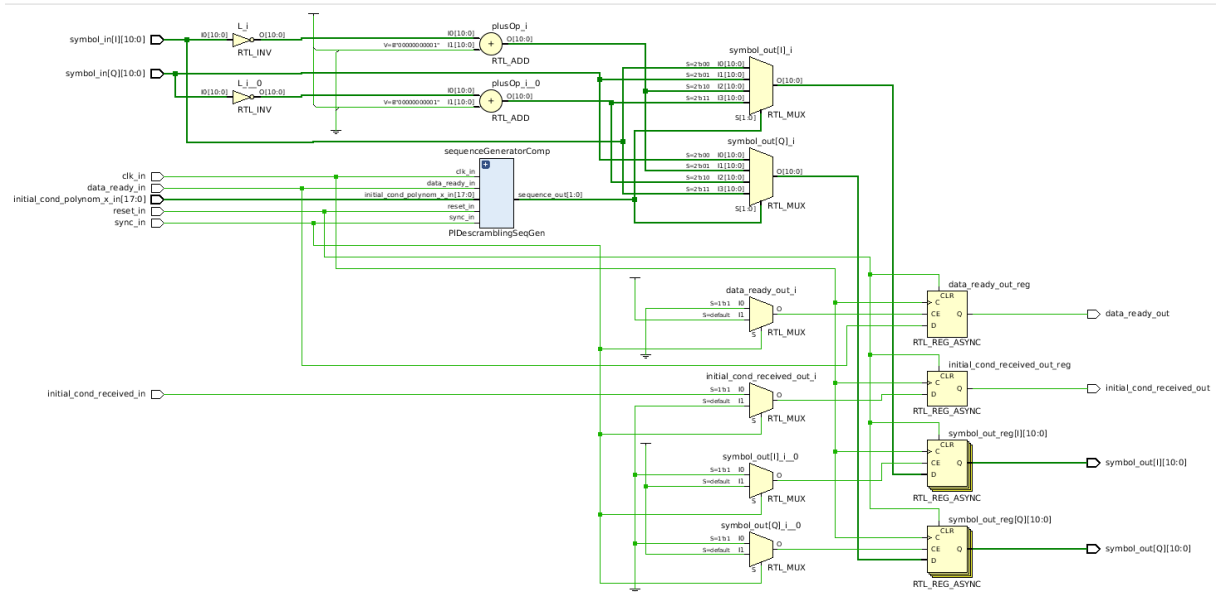 symbol_in[I][10:0]
symbol_in[Q][10:0]
L_i
I0[10:0] O[10:0]
RTL_INV
L_i__0
I0[10:0] O[10:0]
RTL_INV
plusOp_i
I0[10:0]
V=B"00000000001" I1[10:0]
O[10:0]
+
RTL_ADD
plusOp_i__0
I0[10:0]
V=B"00000000001" I1[10:0]
O[10:0]
+
RTL_ADD
symbol_out[I]_i
S=2'b00 I0[10:0]
S=2'b01 I1[10:0]
S=2'b10 I2[10:0]
S=2'b11 I3[10:0]
S[1:0]
O[10:0]
RTL_MUX
symbol_out[Q]_i
S=2'b00 I0[10:0]
S=2'b01 I1[10:0]
S=2'b10 I2[10:0]
S=2'b11 I3[10:0]
S[1:0]
O[10:0]
RTL_MUX
clk_in
data_ready_in
initial_cond_polynom_x_in[17:0]
reset_in
sync_in
sequenceGeneratorComp
clk_in
data_ready_in
initial_cond_polynom_x_in[17:0]
reset_in
sync_in
sequence_out[1:0]
PIDescramblingSeqGen
data_ready_out_i
S=1'b1 I0
S=default I1
S
O
RTL_MUX
data_ready_out_reg
CLR
C
CE
D
Q
RTL_REG_ASYNC
data_ready_out
initial_cond_received_in
initial_cond_received_out_i
S=1'b1 I0
S=default I1
S
O
RTL_MUX
initial_cond_received_out_reg
CLR
C
D
Q
RTL_REG_ASYNC
initial_cond_received_out
symbol_out[I]_i__0
S=1'b1 I0
S=default I1
S
O
RTL_MUX
symbol_out_reg[I][10:0]
CLR
C
CE
D
Q
RTL_REG_ASYNC
symbol_out[I][10:0]
symbol_out[Q]_i__0
S=1'b1 I0
S=default I1
S
O
RTL_MUX
symbol_out_reg[Q][10:0]
CLR
C
CE
D
Q
RTL_REG_ASYNC
symbol_out[Q][10:0]